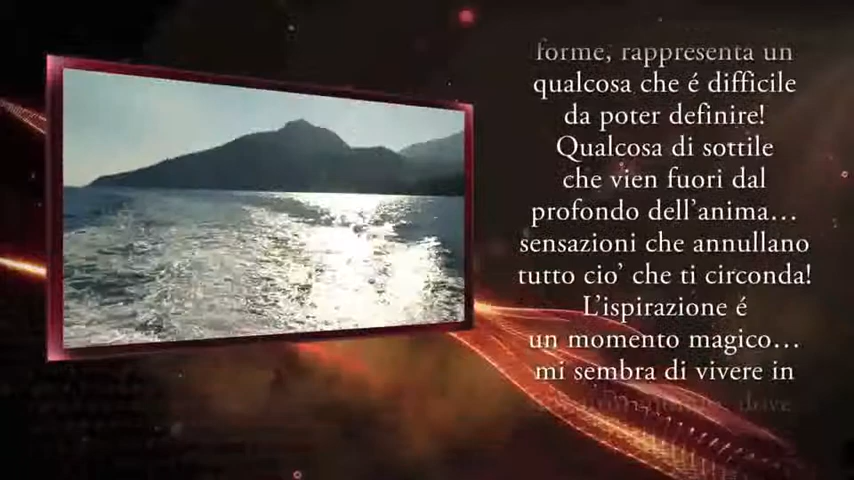 forme, rappresenta un
qualcosa che é difficile
da poter definire!
Qualcosa di sottile
che vien fuori dal
profondo dell'anima...
sensazioni che annullano
tutto cio' che ti circonda!
L'ispirazione é
un momento magico...
mi sembra di vivere in
dove